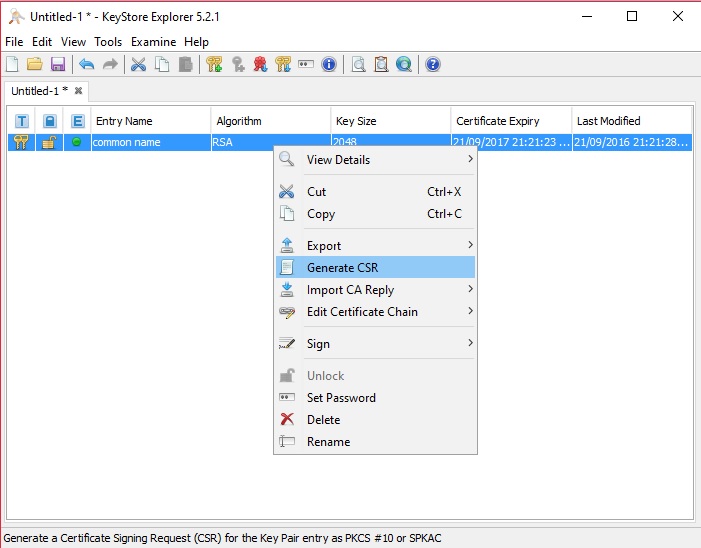 Untitled-1 * - KeyStore Explorer 5.2.1
File Edit View Tools Examine Help
Untitled-1 *
T E Entry Name Algorithm Key Size Certificate Expiry Last Modified
common name RSA 2048 21/09/2017 21:21:23 ... 21/09/2016 21:21:28...
View Details
Cut Ctrl+X
Copy Ctrl+C
Export
Generate CSR
Import CA Reply
Edit Certificate Chain
Sign
Unlock
Set Password
Delete
Rename
Generate a Certificate Signing Request (CSR) for the Key Pair entry as PKCS #10 or SPKAC